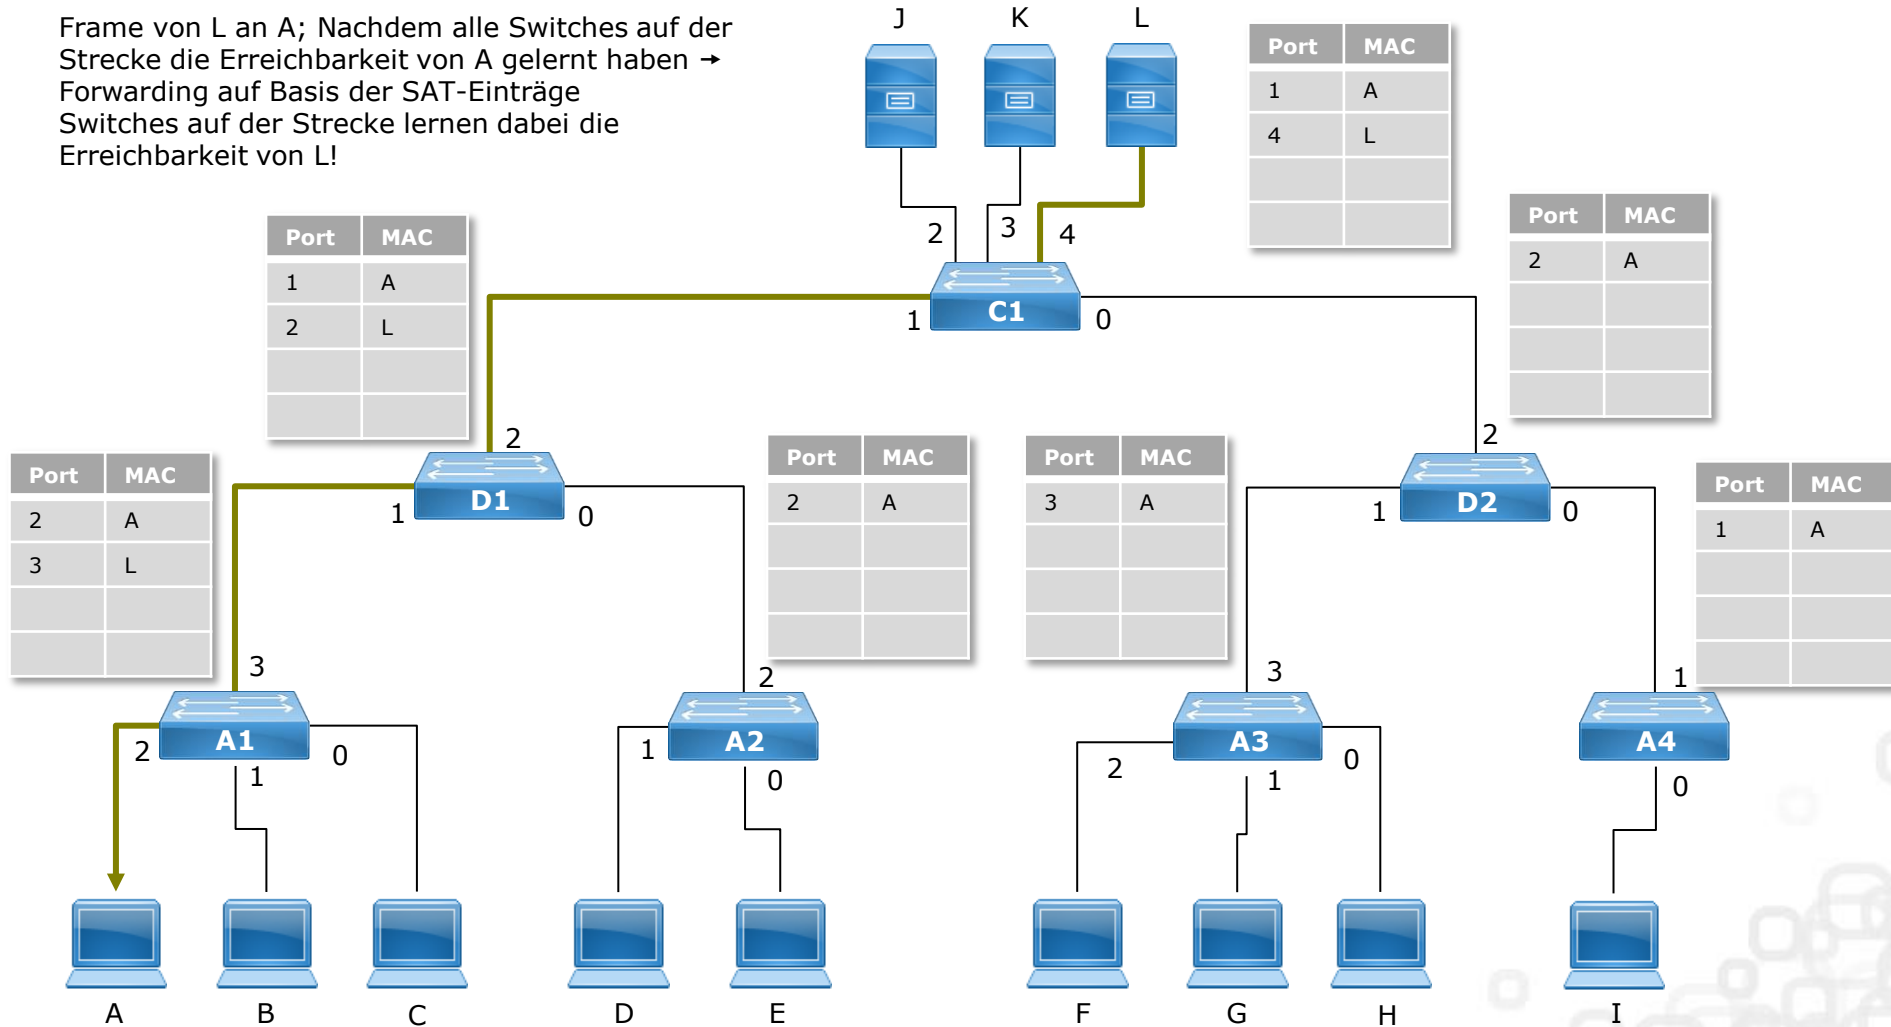 Frame von L an A; Nachdem alle Switches auf der
Strecke die Erreichbarkeit von A gelernt haben →
Forwarding auf Basis der SAT-Einträge
Switches auf der Strecke lernen dabei die
Erreichbarkeit von L!
J K L
Port MAC
1 A
4 L
Port MAC
2 A
Port MAC
1 A
2 L
2 3 4
1 C1 0
2
2
Port MAC
2 A
3 L
Port MAC
2 A
Port MAC
3 A
Port MAC
1 A
1 D1 0
1 D2 0
3
2
3
1
2 A1 0
1
1 A2
0
2 A3 0
1
A4
0
A B C D E F G H I